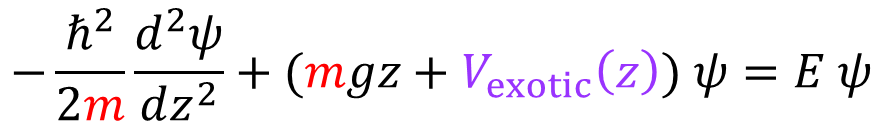 −ħ²/2m d²ψ/dz² + (mgz + V_exotic(z)) ψ = E ψ